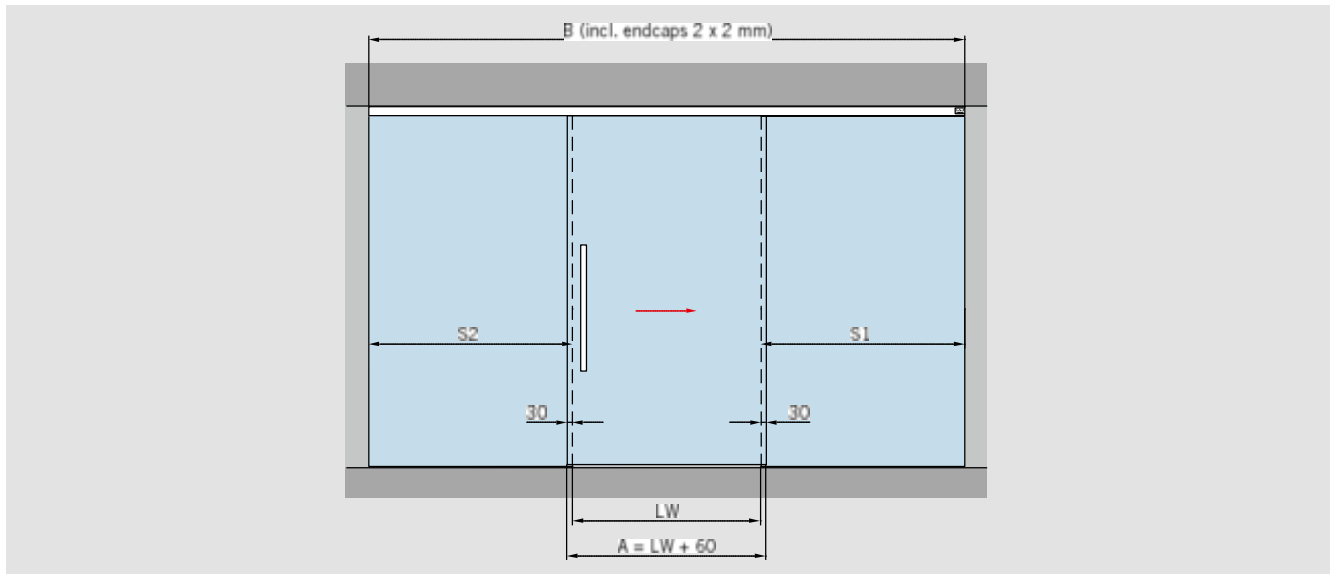 B (incl. endcaps 2 x 2 mm)
S2
S1
30
30
LW
A = LW + 60